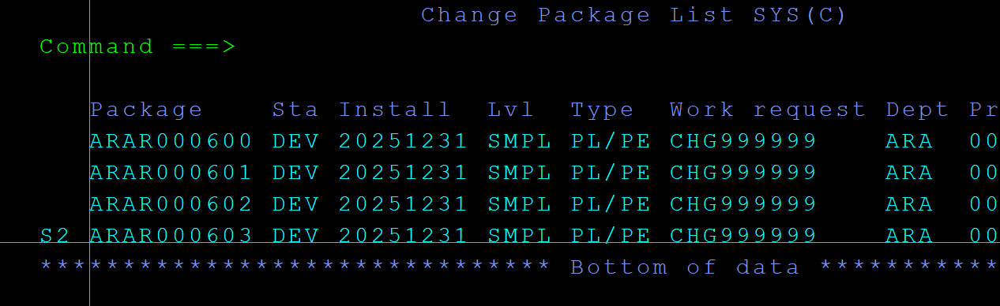 Change Package List SYS(C)
Command ===>
Package Sta Install Lvl Type Work request Dept Pr
ARAR000600 DEV 20251231 SMPL PL/PE CHG999999 ARA 00
ARAR000601 DEV 20251231 SMPL PL/PE CHG999999 ARA 00
ARAR000602 DEV 20251231 SMPL PL/PE CHG999999 ARA 00
S2 ARAR000603 DEV 20251231 SMPL PL/PE CHG999999 ARA 00
******************************* Bottom of data ***********